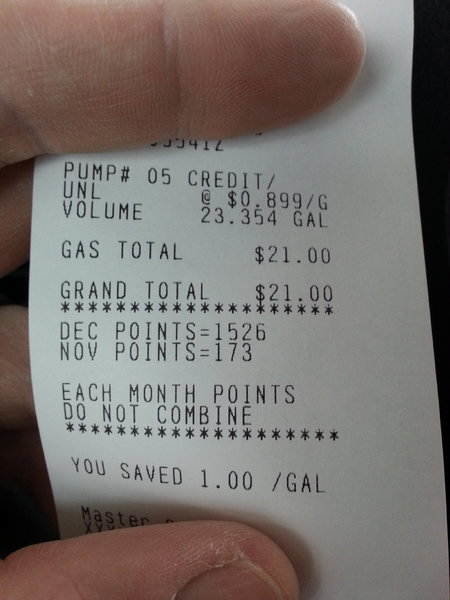 PUMP# 05 CREDIT/
UNL @ $0.899/G
VOLUME 23.354 GAL
GAS TOTAL $21.00
GRAND TOTAL $21.00
*********************
DEC POINTS=1526
NOV POINTS=173
EACH MONTH POINTS
DO NOT COMBINE
*********************
YOU SAVED 1.00 /GAL
Master